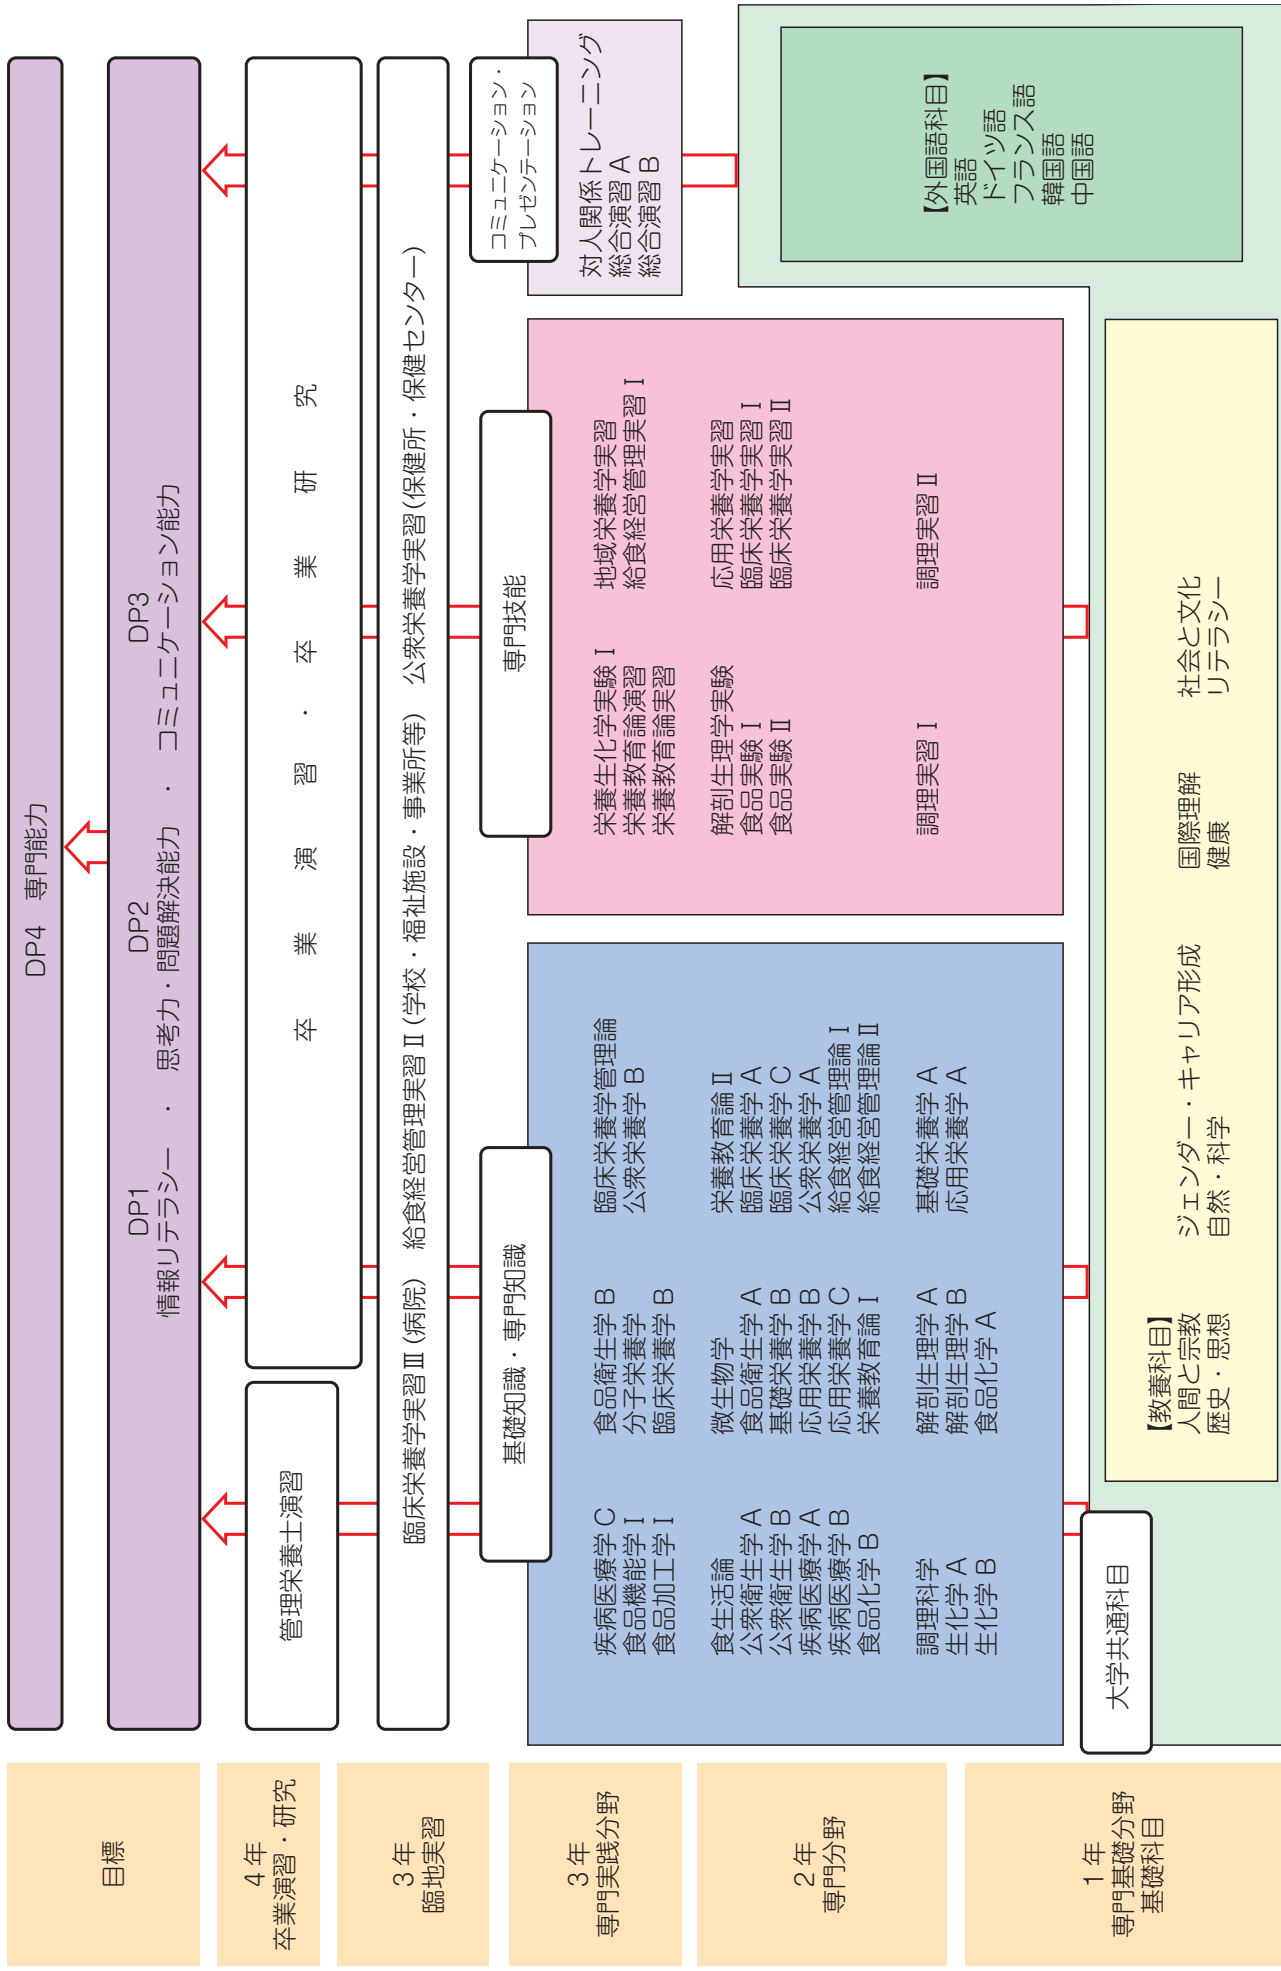 目標
DP4　専門能力
DP1
情報リテラシー
・
DP2
思考力・問題解決能力
・
DP3
コミュニケーション能力
4年
卒業演習・研究
管理栄養士演習
卒業演習・卒業研究
3年
臨地実習
臨床栄養学実習Ⅲ(病院)　給食経営管理実習Ⅱ(学校・福祉施設・事業所等)　公衆栄養学実習(保健所・保健センター)
3年
専門実践分野
基礎知識・専門知識
疾病医療学 C
食品機能学Ⅰ
食品加工学Ⅰ
食品衛生学 B
分子栄養学
臨床栄養学 B
臨床栄養学管理論
公衆栄養学 B
専門技能
栄養生化学実験Ⅰ
栄養教育論演習
栄養教育論実習
地域栄養学実習
給食経営管理実習Ⅰ
コミュニケーション・
プレゼンテーション
対人関係トレーニング
総合演習 A
総合演習 B
2年
専門分野
食生活論
公衆衛生学 A
公衆衛生学 B
疾病医療学 A
疾病医療学 B
食品化学 B
微生物学
食品衛生学 A
基礎栄養学 B
応用栄養学 B
応用栄養学 C
栄養教育論Ⅰ
栄養教育論Ⅱ
臨床栄養学 A
臨床栄養学 C
公衆栄養学 A
給食経営管理論Ⅰ
給食経営管理論Ⅱ
解剖生理学実験
食品実験Ⅰ
食品実験Ⅱ
応用栄養学実習
臨床栄養学実習Ⅰ
臨床栄養学実習Ⅱ
1年
専門基礎分野
基礎科目
調理科学
生化学 A
生化学 B
解剖生理学 A
解剖生理学 B
食品化学 A
基礎栄養学 A
応用栄養学 A
調理実習Ⅰ
調理実習Ⅱ
大学共通科目
【教養科目】
人間と宗教
歴史・思想
ジェンダー・キャリア形成
自然・科学
国際理解
健康
社会と文化
リテラシー
【外国語科目】
英語
ドイツ語
フランス語
韓国語
中国語